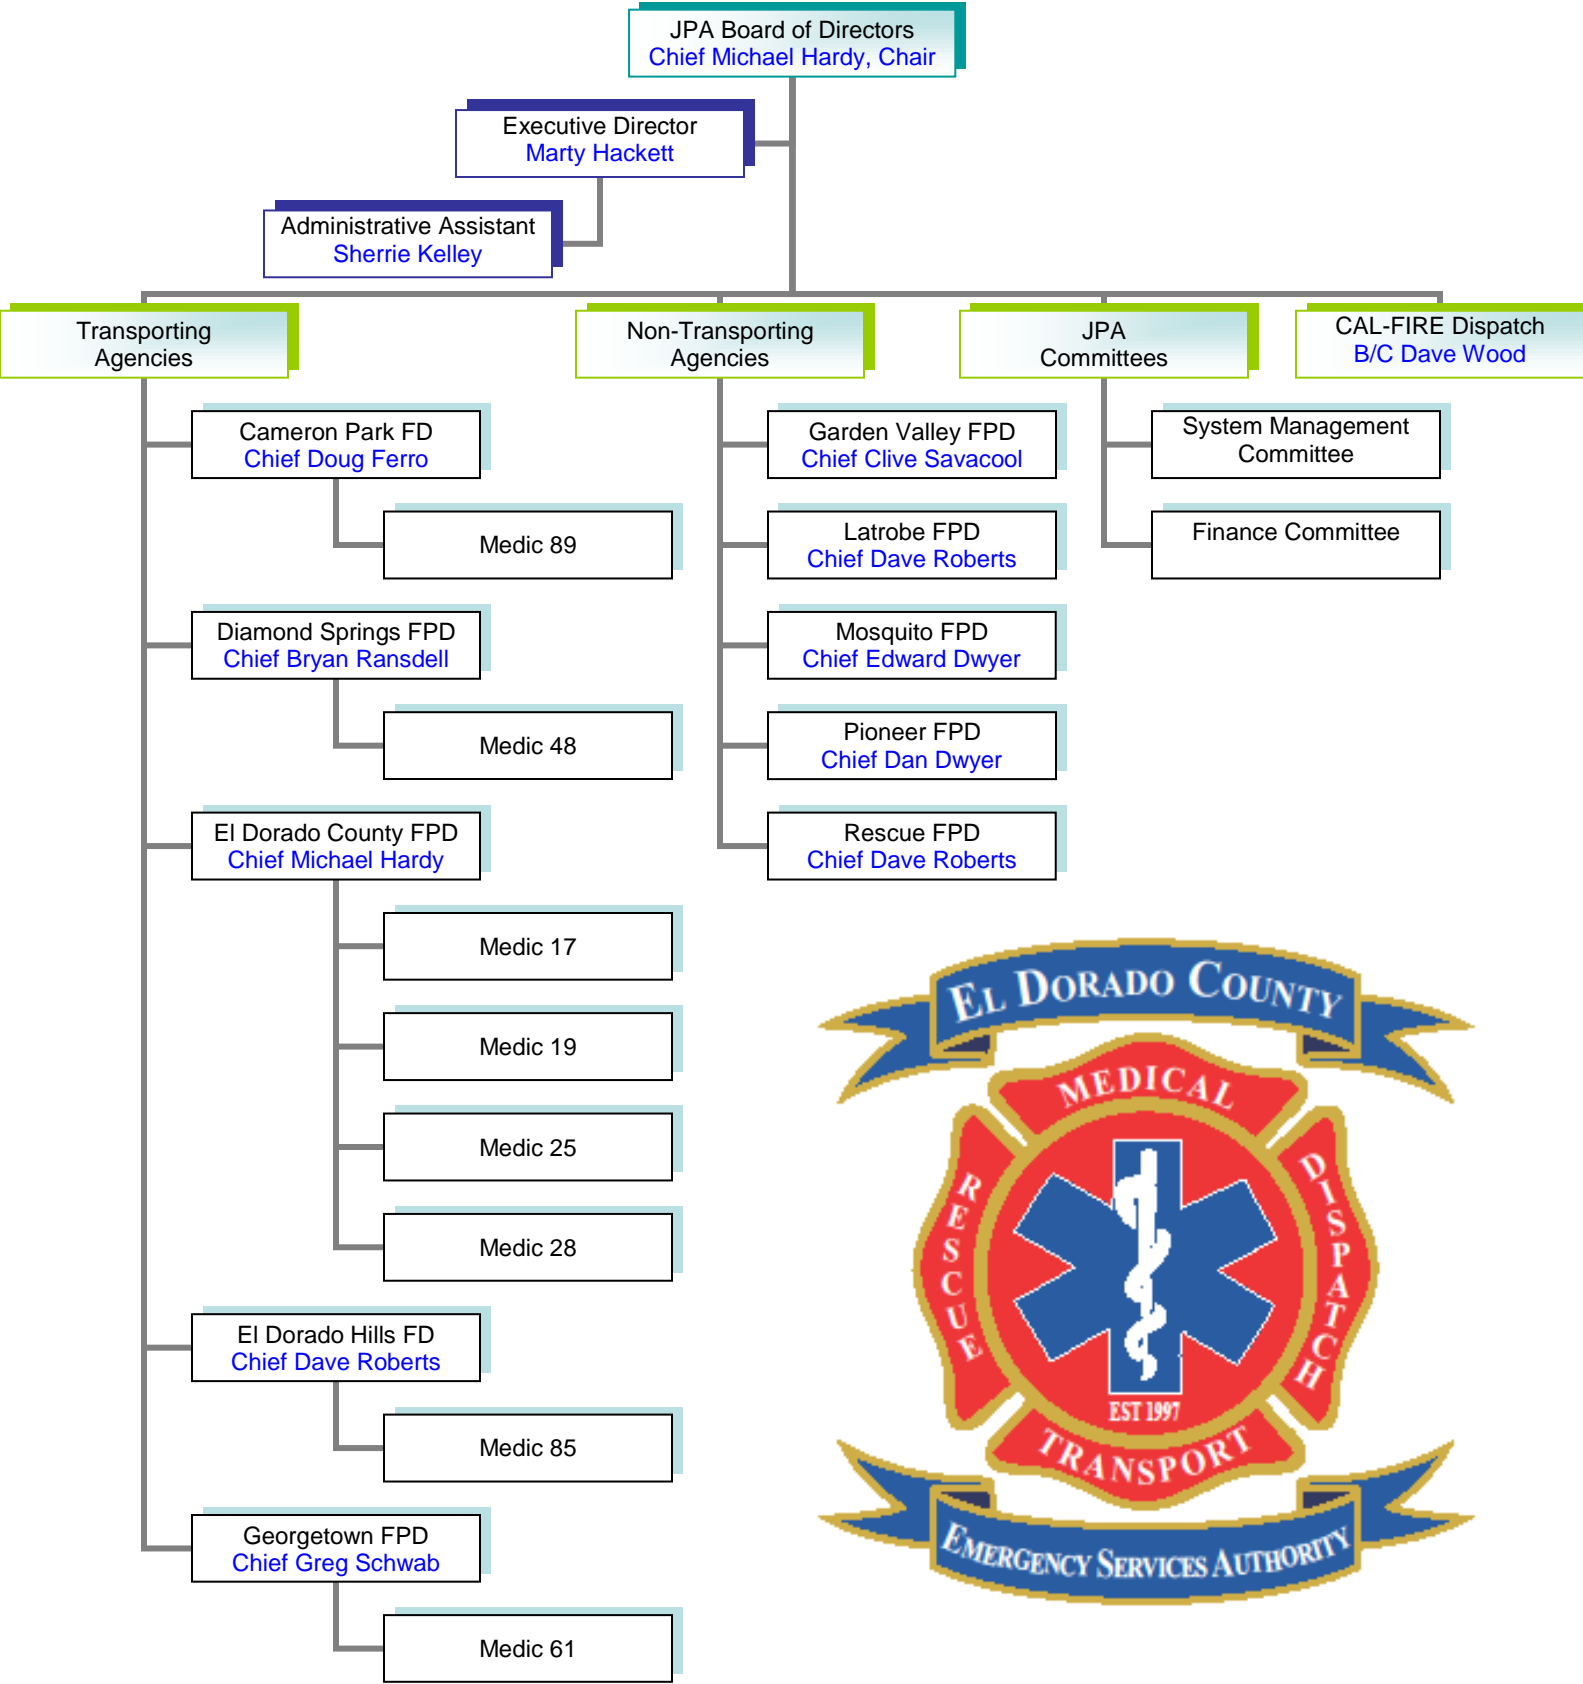 JPA Board of Directors
Chief Michael Hardy, Chair
Executive Director
Marty Hackett
Administrative Assistant
Sherrie Kelley
Transporting
Agencies
Non-Transporting
Agencies
JPA
Committees
CAL-FIRE Dispatch
B/C Dave Wood
Cameron Park FD
Chief Doug Ferro
Medic 89
Diamond Springs FPD
Chief Bryan Ransdell
Medic 48
El Dorado County FPD
Chief Michael Hardy
Medic 17
Medic 19
Medic 25
Medic 28
El Dorado Hills FD
Chief Dave Roberts
Medic 85
Georgetown FPD
Chief Greg Schwab
Medic 61
Garden Valley FPD
Chief Clive Savacool
Latrobe FPD
Chief Dave Roberts
Mosquito FPD
Chief Edward Dwyer
Pioneer FPD
Chief Dan Dwyer
Rescue FPD
Chief Dave Roberts
System Management
Committee
Finance Committee
EL DORADO COUNTY
MEDICAL
RESCUE
DISPATCH
EST 1997
TRANSPORT
EMERGENCY SERVICES AUTHORITY